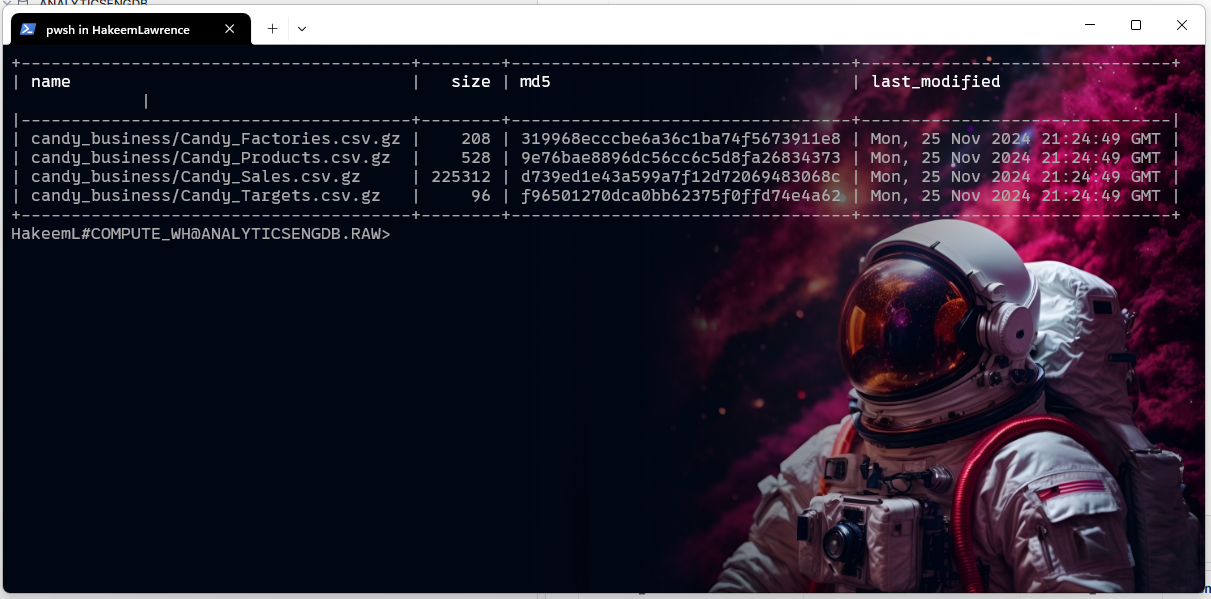 ANALYTICSENGDB
pwsh in HakeemLawrence
+---------------------------------------+--------+----------------------------------+-------------------------------+
| name | size | md5 | last_modified
|
|---------------------------------------+--------+----------------------------------+-------------------------------|
| candy_business/Candy_Factories.csv.gz | 208 | 319968ecccbe6a36c1ba74f5673911e8 | Mon, 25 Nov 2024 21:24:49 GMT |
| candy_business/Candy_Products.csv.gz | 528 | 9e76bae8896dc56cc6c5d8fa26834373 | Mon, 25 Nov 2024 21:24:49 GMT |
| candy_business/Candy_Sales.csv.gz | 225312 | d739ed1e43a599a7f12d72069483068c | Mon, 25 Nov 2024 21:24:49 GMT |
| candy_business/Candy_Targets.csv.gz | 96 | f96501270dca0bb62375f0ffd74e4a62 | Mon, 25 Nov 2024 21:24:49 GMT |
+---------------------------------------+--------+----------------------------------+-------------------------------+
HakeemL#COMPUTE_WH@ANALYTICSENGDB.RAW>